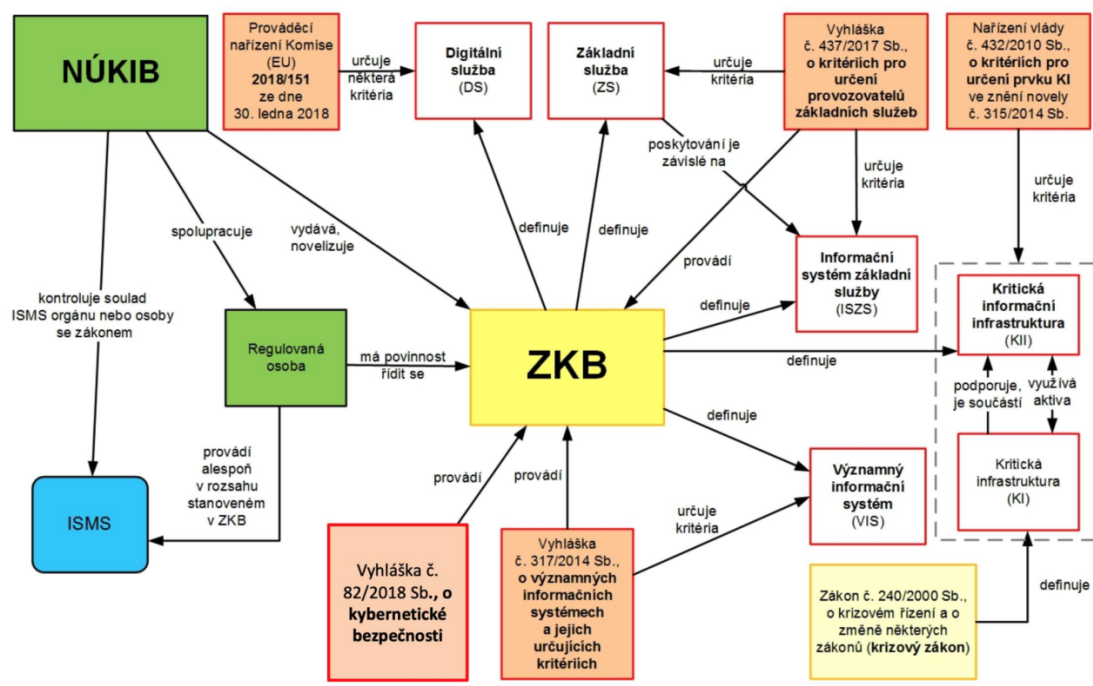 NÚKIB
Prováděcí
nařízení Komise
(EU)
2018/151
ze dne
30. ledna 2018
určuje
některá
kritéria
Digitální
služba
(DS)
Základní
služba
(ZS)
určuje
kritéria
Vyhláška
č. 437/2017 Sb.,
o kritériích pro
určení
provozovatelů
základních služeb
Nařízení vlády
č. 432/2010 Sb.,
o kritériích pro
určení prvku KI
ve znění novely
č. 315/2014 Sb.
poskytování je
závislé na
určuje
kritéria
určuje
kritéria
spolupracuje
vydává,
novelizuje
definuje
definuje
provádí
Informační
systém základní
služby
(ISZS)
kontroluje soulad
ISMS orgánu nebo osoby
se zákonem
definuje
Kritická
informační
infrastruktura
(KII)
Regulovaná
osoba
má povinnost
řídit se
ZKB
definuje
podporuje,
je součástí
využívá
aktiva
definuje
provádí
alespoň
v rozsahu
stanoveném
v ZKB
provádí
provádí
Významný
informační
systém
(VIS)
Kritická
infrastruktura
(KI)
ISMS
určuje
kritéria
Vyhláška č.
82/2018 Sb., o
kybernetické
bezpečnosti
Vyhláška
č. 317/2014 Sb.,
o významných
informačních
systémech
a jejich
určujících
kritériích
Zákon č. 240/2000 Sb.,
o krizovém řízení a o
změně některých
zákonů (krizový zákon)
definuje